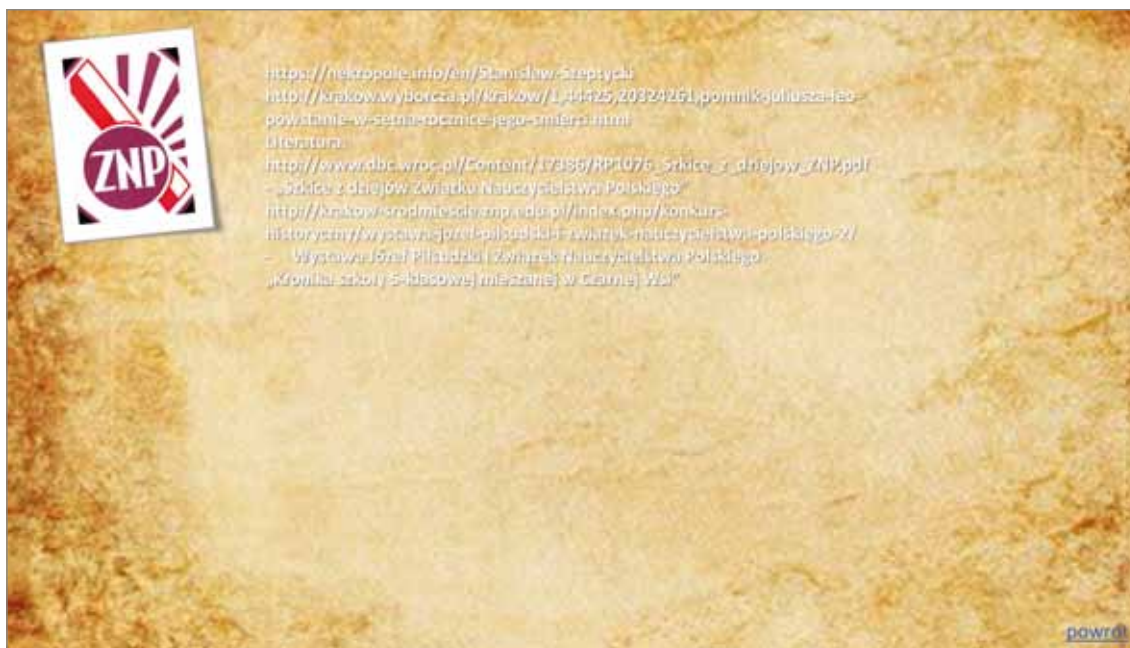 ZNP
https://nekropole.info/en/Stanislaw-Szeptycki
http://krakow.wyborcza.pl/krakow/1,44425,20324261,pomnik-juliusza-leo-
powstanie-w-setna-rocznice-jego-smierci.html
Literatura:
http://www.dbc.wroc.pl/Content/17386/RP1076_Szkice_z_dziejow_ZNP.pdf
- „Szkice z dziejów Związku Nauczycielstwa Polskiego”
http://krakow-srodmiescie.znp.edu.pl/index.php/konkurs-
historyczny/wystawa-jozef-pilsudski-i-zwiazek-nauczycielstwa-polskiego-2/
- Wystawa Józef Piłsudzki i Związek Nauczycielstwa Polskiego
„Kronika szkoły 5-klasowej mieszanej w Czarnej Wsi”
powrót